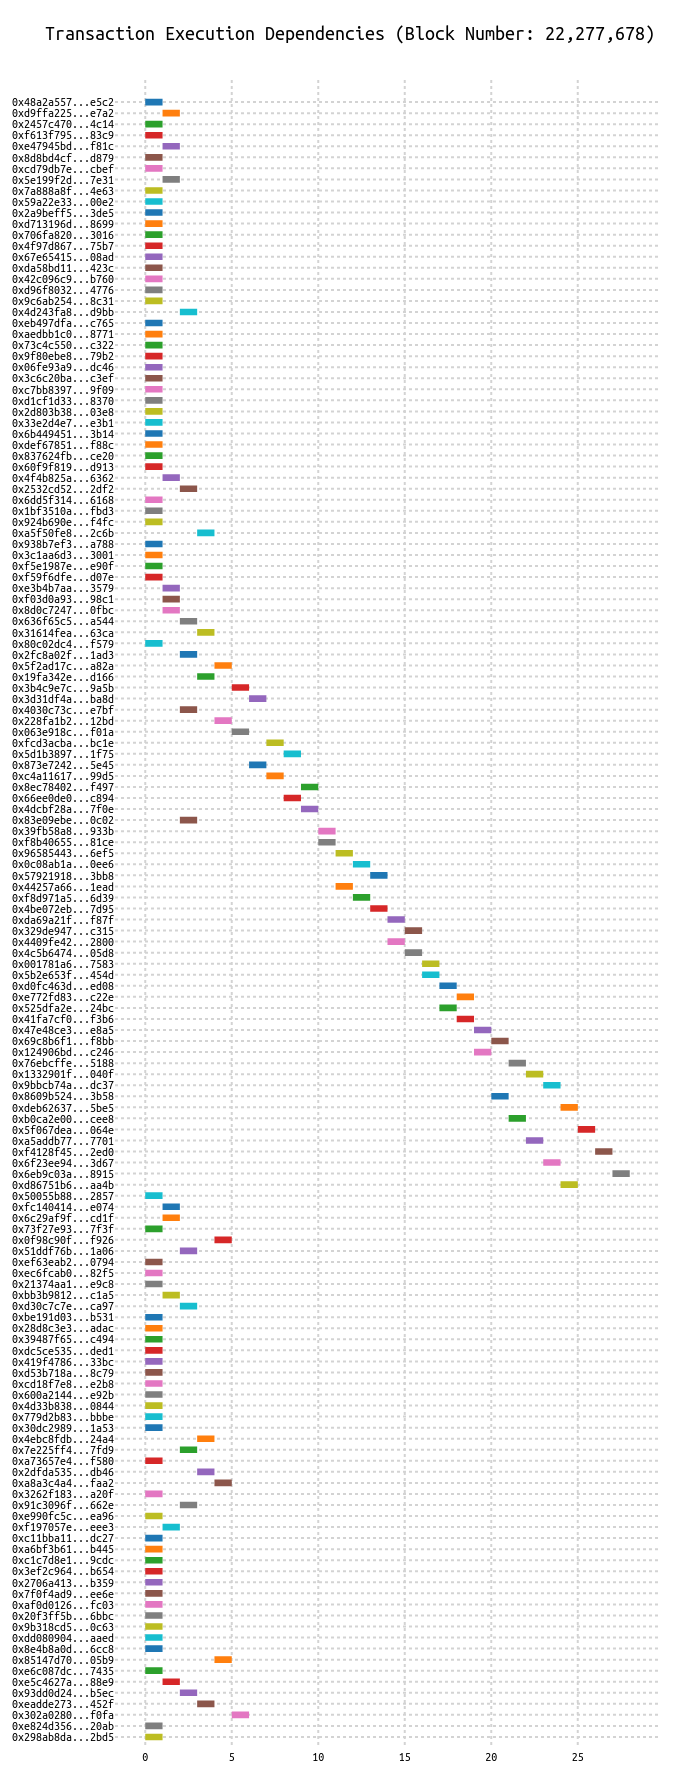 Transaction Execution Dependencies (Block Number: 22,277,678)
0x48a2a557...e5c2
0xd9ffa225...e7a2
0x2457c470...4c14
0xf613f795...83c9
0xe47945bd...f81c
0x8d8bd4cf...d879
0xcd79db7e...cbef
0x5e199f2d...7e31
0x7a888a8f...4e63
0x59a22e33...00e2
0x2a9beff5...3de5
0xd713196d...8699
0x706fa820...3016
0x4f97d867...75b7
0x67e65415...08ad
0xda58bd11...423c
0x42c096c9...b760
0xd96f8032...4776
0x9c6ab254...8c31
0x4d243fa8...d9bb
0xeb497dfa...c765
0xaedbb1c0...8771
0x73c4c550...c322
0x9f80ebe8...79b2
0x06fe93a9...dc46
0x3c6c20ba...c3ef
0xc7bb8397...9f09
0xd1cf1d33...8370
0x2d803b38...03e8
0x33e2d4e7...e3b1
0x6b449451...3b14
0xdef67851...f88c
0x837624fb...ce20
0x60f9f819...d913
0x4f4b825a...6362
0x2532cd52...2df2
0x6dd5f314...6168
0x1bf3510a...fbd3
0x924b690e...f4fc
0xa5f50fe8...2c6b
0x938b7ef3...a788
0x3c1aa6d3...3001
0xf5e1987e...e90f
0xf59f6dfe...d07e
0xe3b4b7aa...3579
0xf03d0a93...98c1
0x8d0c7247...0fbc
0x636f65c5...a544
0x31614fea...63ca
0x80c02dc4...f579
0x2fc8a02f...1ad3
0x5f2ad17c...a82a
0x19fa342e...d166
0x3b4c9e7c...9a5b
0x3d31df4a...ba8d
0x4030c73c...e7bf
0x228fa1b2...12bd
0x063e918c...f01a
0xfcd3acba...bc1e
0x5d1b3897...1f75
0x873e7242...5e45
0xc4a11617...99d5
0x8ec78402...f497
0x66ee0de0...c894
0x4dcbf28a...7f0e
0x83e09ebe...0c02
0x39fb58a8...933b
0xf8b40655...81ce
0x96585443...6ef5
0x0c08ab1a...0ee6
0x57921918...3bb8
0x44257a66...1ead
0xf8d971a5...6d39
0x4be072eb...7d95
0xda69a21f...f87f
0x329de947...c315
0x4409fe42...2800
0x4c5b6474...05d8
0x001781a6...7583
0x5b2e653f...454d
0xd0fc463d...ed08
0xe772fd83...c22e
0x525dfa2e...24bc
0x41fa7cf0...f3b6
0x47e48ce3...e8a5
0x69c8b6f1...f8bb
0x124906bd...c246
0x76ebcffe...5188
0x1332901f...040f
0x9bbcb74a...dc37
0x8609b524...3b58
0xdeb62637...5be5
0xb0ca2e00...cee8
0x5f067dea...064e
0xa5addb77...7701
0xf4128f45...2ed0
0x6f23ee94...3d67
0x6eb9c03a...8915
0xd86751b6...aa4b
0x50055b88...2857
0xfc140414...e074
0x6c29af9f...cd1f
0x73f27e93...7f3f
0x0f98c90f...f926
0x51ddf76b...1a06
0xef63eab2...0794
0xec6fcab0...82f5
0x21374aa1...e9c8
0xbb3b9812...c1a5
0xd30c7c7e...ca97
0xbe191d03...b531
0x28d8c3e3...adac
0x39487f65...c494
0xdc5ce535...ded1
0x419f4786...33bc
0xd53b718a...8c79
0xcd18f7e8...e2b8
0x600a2144...e92b
0x4d33b838...0844
0x779d2b83...bbbe
0x30dc2989...1a53
0x4ebc8fdb...24a4
0x7e225ff4...7fd9
0xa73657e4...f580
0x2dfda535...db46
0xa8a3c4a4...faa2
0x3262f183...a20f
0x91c3096f...662e
0xe990fc5c...ea96
0xf197057e...eee3
0xc11bba11...dc27
0xa6bf3b61...b445
0xc1c7d8e1...9cdc
0x3ef2c964...b654
0x2706a413...b359
0x7f0f4ad9...ee6e
0xaf0d0126...fc03
0x20f3ff5b...6bbc
0x9b318cd5...0c63
0xdd080904...aaed
0x8e4b8a0d...6cc8
0x85147d70...05b9
0xe6c087dc...7435
0xe5c4627a...88e9
0x93dd0d24...b5ec
0xeadde273...452f
0x302a0280...f0fa
0xe824d356...20ab
0x298ab8da...2bd5
0 5 10 15 20 25